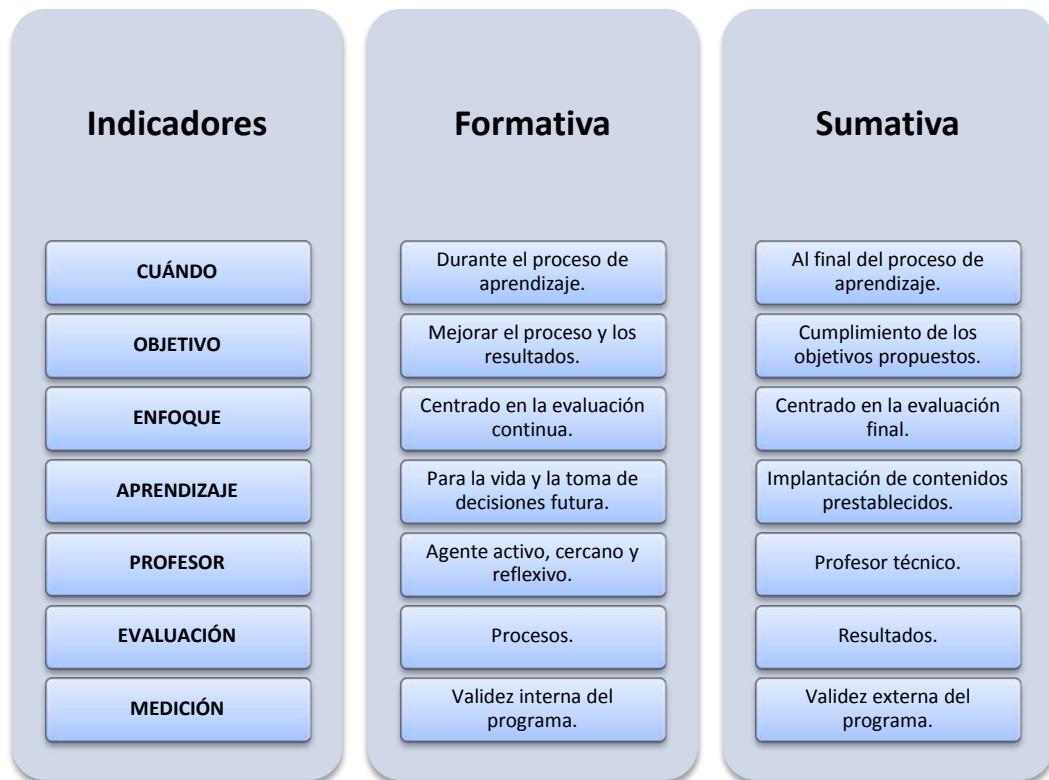 Indicadores
Formativa
Sumativa
CUÁNDO
Durante el proceso de
aprendizaje.
Al final del proceso de
aprendizaje.
OBJETIVO
Mejorar el proceso y los
resultados.
Cumplimiento de los
objetivos propuestos.
ENFOQUE
Centrado en la evaluación
continua.
Centrado en la evaluación
final.
APRENDIZAJE
Para la vida y la toma de
decisiones futura.
Implantación de contenidos
prestablecidos.
PROFESOR
Agente activo, cercano y
reflexivo.
Profesor técnico.
EVALUACIÓN
Procesos.
Resultados.
MEDICIÓN
Validez interna del
programa.
Validez externa del
programa.